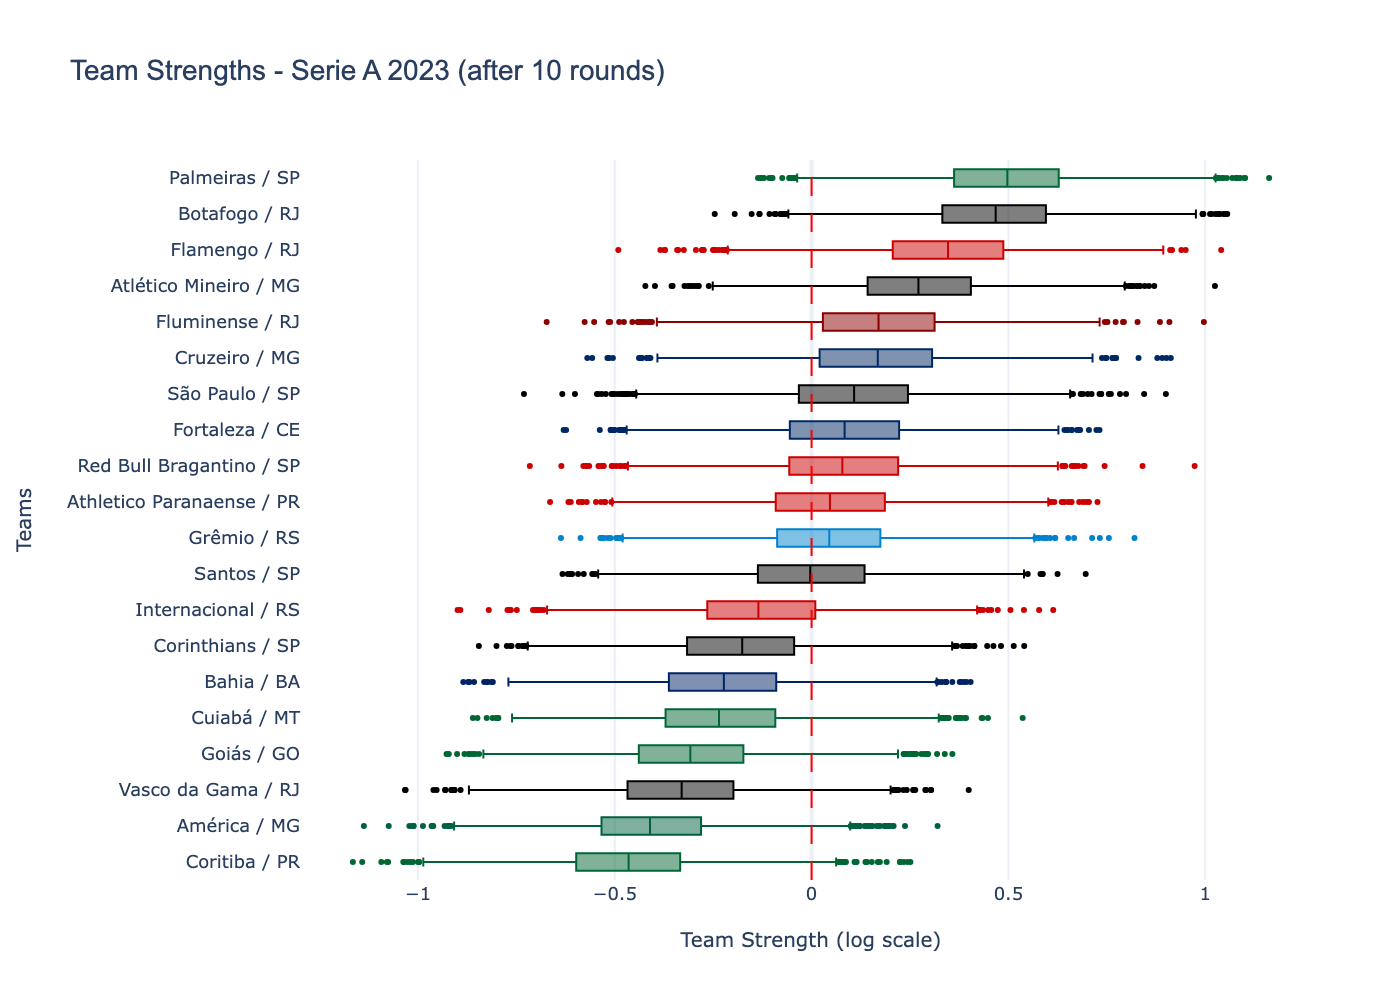 Team Strengths - Serie A 2023 (after 10 rounds)
Teams
Palmeiras / SP
Botafogo / RJ
Flamengo / RJ
Atlético Mineiro / MG
Fluminense / RJ
Cruzeiro / MG
São Paulo / SP
Fortaleza / CE
Red Bull Bragantino / SP
Athletico Paranaense / PR
Grêmio / RS
Santos / SP
Internacional / RS
Corinthians / SP
Bahia / BA
Cuiabá / MT
Goiás / GO
Vasco da Gama / RJ
América / MG
Coritiba / PR
−1 −0.5 0 0.5 1
Team Strength (log scale)